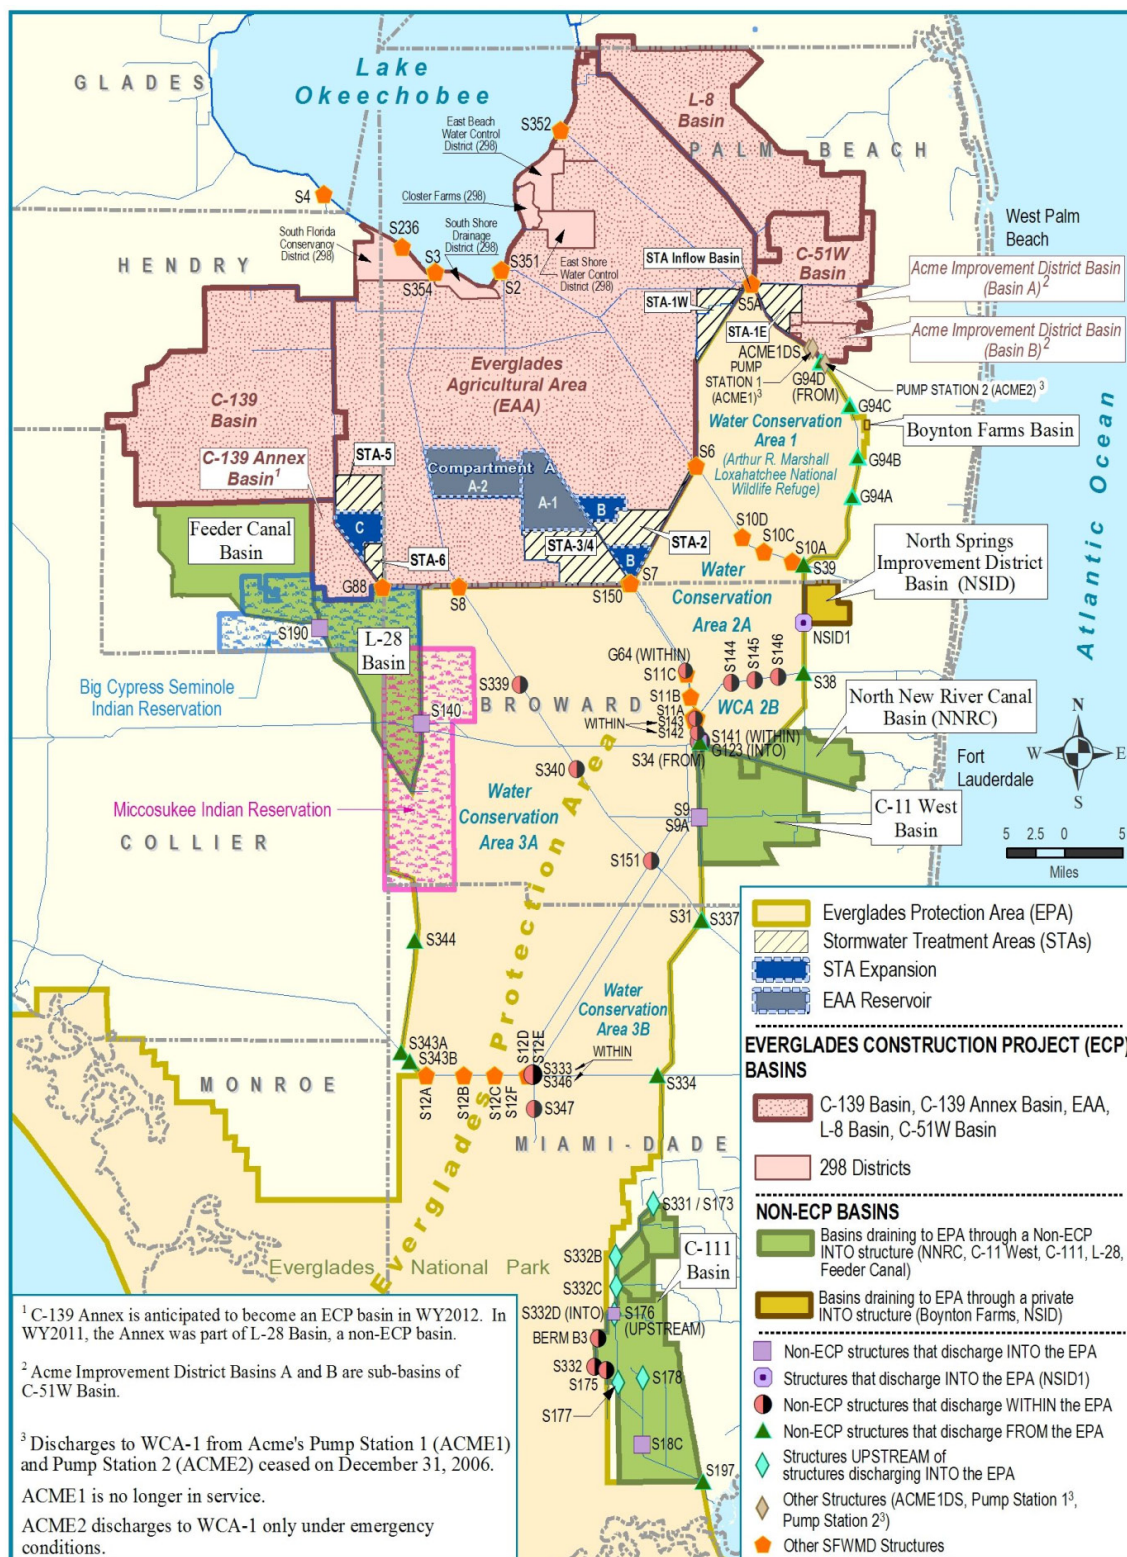 GLADES
Lake
Okeechobee
East Beach
Water Control
District (298)
S352
L-8
Basin
PALM BEACH
S4
Closter Farms (298)
South Florida
Conservancy
District (298)
S236
South Shore
Drainage
District (298)
S3
S354
S351
S2
East Shore
Water Control
District (298)
West Palm
Beach
HENDRY
STA Inflow Basin
C-51W
Basin
Acme Improvement District Basin
(Basin A)2
STA-1W
S5A
STA-1E
Acme Improvement District Basin
(Basin B)2
ACME1DS
PUMP
STATION 1
(ACME1)3
G94D
(FROM)
PUMP STATION 2 (ACME2) 3
Everglades
Agricultural Area
(EAA)
C-139
Basin
G94C
Boynton Farms Basin
Water Conservation
Area 1
(Arthur R. Marshall
Loxahatchee National
Wildlife Refuge)
G94B
G94A
S6
C-139 Annex
Basin1
STA-5
Compartment A
A-2
A-1
B
Atlantic Ocean
Feeder Canal
Basin
C
STA-6
STA-3/4
STA-2
B
S10D
S10C
S10A
S39
North Springs
Improvement District
Basin (NSID)
G88
S8
S7
S150
Water
Conservation
Area 2A
NSID1
S190
L-28
Basin
Big Cypress Seminole
Indian Reservation
G64 (WITHIN)
S11C
S11B
S11A
S144
S145
S146
S38
S339
BROWARD
S140
WITHIN
S143
S142
WCA 2B
S141 (WITHIN)
G123 (INTO)
S34 (FROM)
North New River Canal
Basin (NNRC)
Fort
Lauderdale
N
W
E
S
S340
Miccosukee Indian Reservation
Water
Conservation
Area 3A
S9
S9A
C-11 West
Basin
COLLIER
5 2.5 0 5
Miles
S151
S31
S337
S344
Everglades Protection Area
Water
Conservation
Area 3B
S343A
S343B
MONROE
S12A
S12B
S12C
S12F
S12D
S12E
S333
S346
WITHIN
S347
S334
MIAMI-DADE
S331 / S173
C-111
Basin
S332B
S332C
S332D (INTO)
S176
(UPSTREAM)
BERM B3
S332
S175
S178
S177
S18C
S197
Everglades National Park
1 C-139 Annex is anticipated to become an ECP basin in WY2012. In
WY2011, the Annex was part of L-28 Basin, a non-ECP basin.
2 Acme Improvement District Basins A and B are sub-basins of
C-51W Basin.
3 Discharges to WCA-1 from Acme's Pump Station 1 (ACME1)
and Pump Station 2 (ACME2) ceased on December 31, 2006.
ACME1 is no longer in service.
ACME2 discharges to WCA-1 only under emergency
conditions.
Everglades Protection Area (EPA)
Stormwater Treatment Areas (STAs)
STA Expansion
EAA Reservoir
EVERGLADES CONSTRUCTION PROJECT (ECP)
BASINS
C-139 Basin, C-139 Annex Basin, EAA,
L-8 Basin, C-51W Basin
298 Districts
NON-ECP BASINS
Basins draining to EPA through a Non-ECP
INTO structure (NNRC, C-11 West, C-111, L-28,
Feeder Canal)
Basins draining to EPA through a private
INTO structure (Boynton Farms, NSID)
Non-ECP structures that discharge INTO the EPA
Structures that discharge INTO the EPA (NSID1)
Non-ECP structures that discharge WITHIN the EPA
Non-ECP structures that discharge FROM the EPA
Structures UPSTREAM of
structures discharging INTO the EPA
Other Structures (ACME1DS, Pump Station 13,
Pump Station 23)
Other SFWMD Structures